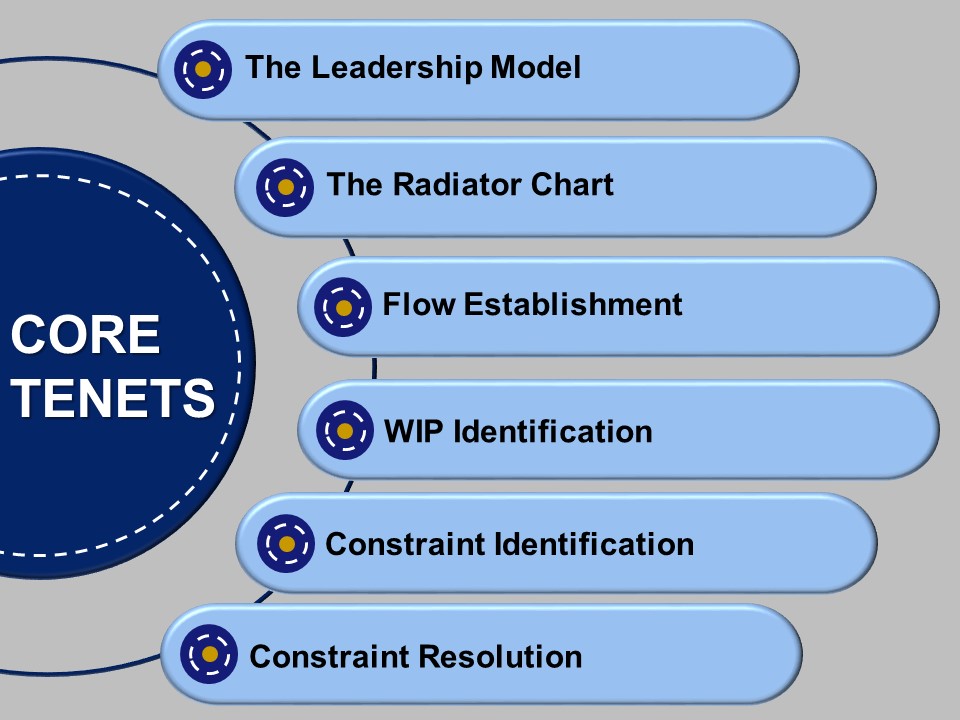 The Leadership Model
The Radiator Chart
Flow Establishment
CORE
TENETS
WIP Identification
Constraint Identification
Constraint Resolution